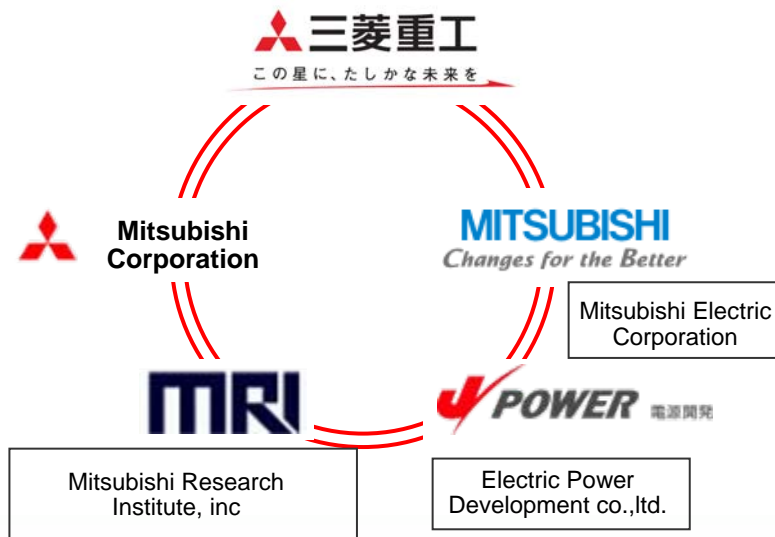 三菱重工
この星に、たしかな未来を
Mitsubishi
Corporation
MITSUBISHI
Changes for the Better
Mitsubishi Electric
Corporation
MRI
J POWER 電源開発
Mitsubishi Research
Institute, inc
Electric Power
Development co.,ltd.